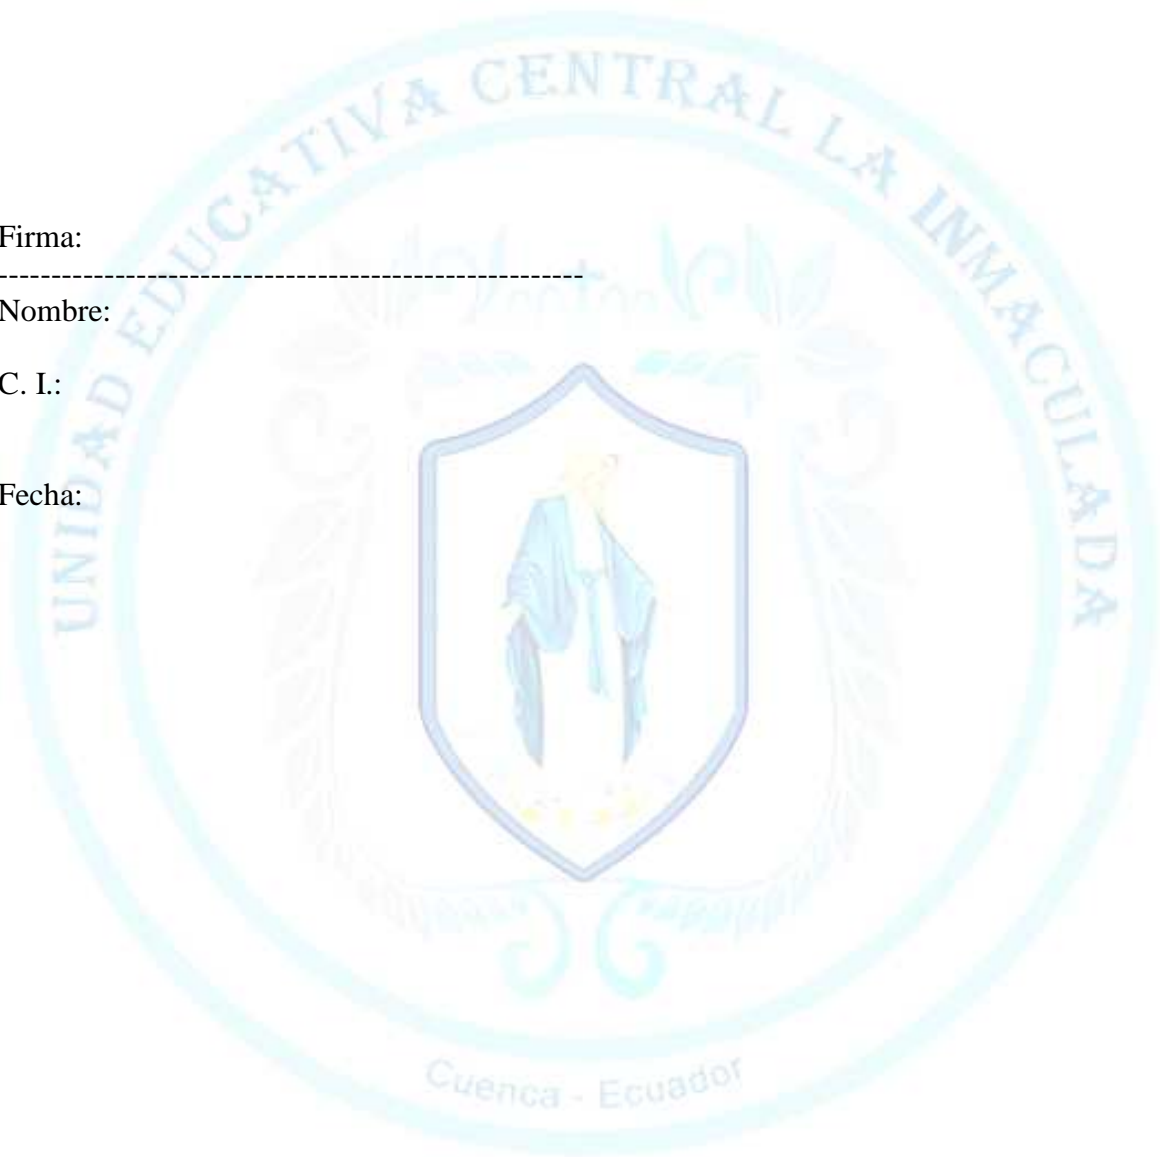 UNIDAD EDUCATIVA CENTRAL LA INMACULADA
Firma:
--------------------------------------------------------
Nombre:
C. I.:
Fecha:
Cuenca - Ecuador